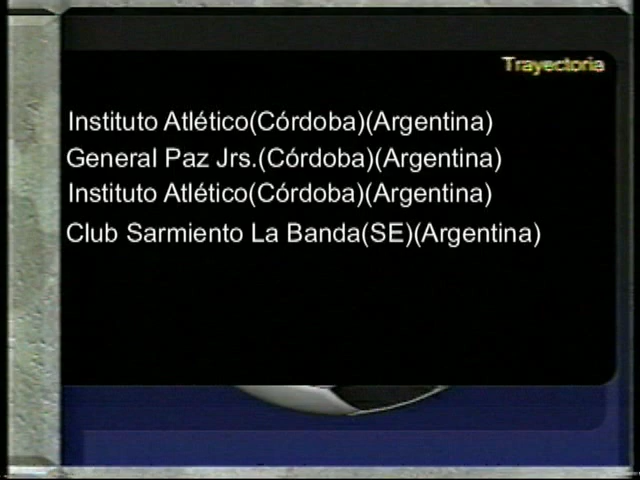 Trayectoria
Instituto Atlético(Córdoba)(Argentina)
General Paz Jrs.(Córdoba)(Argentina)
Instituto Atlético(Córdoba)(Argentina)
Club Sarmiento La Banda(SE)(Argentina)